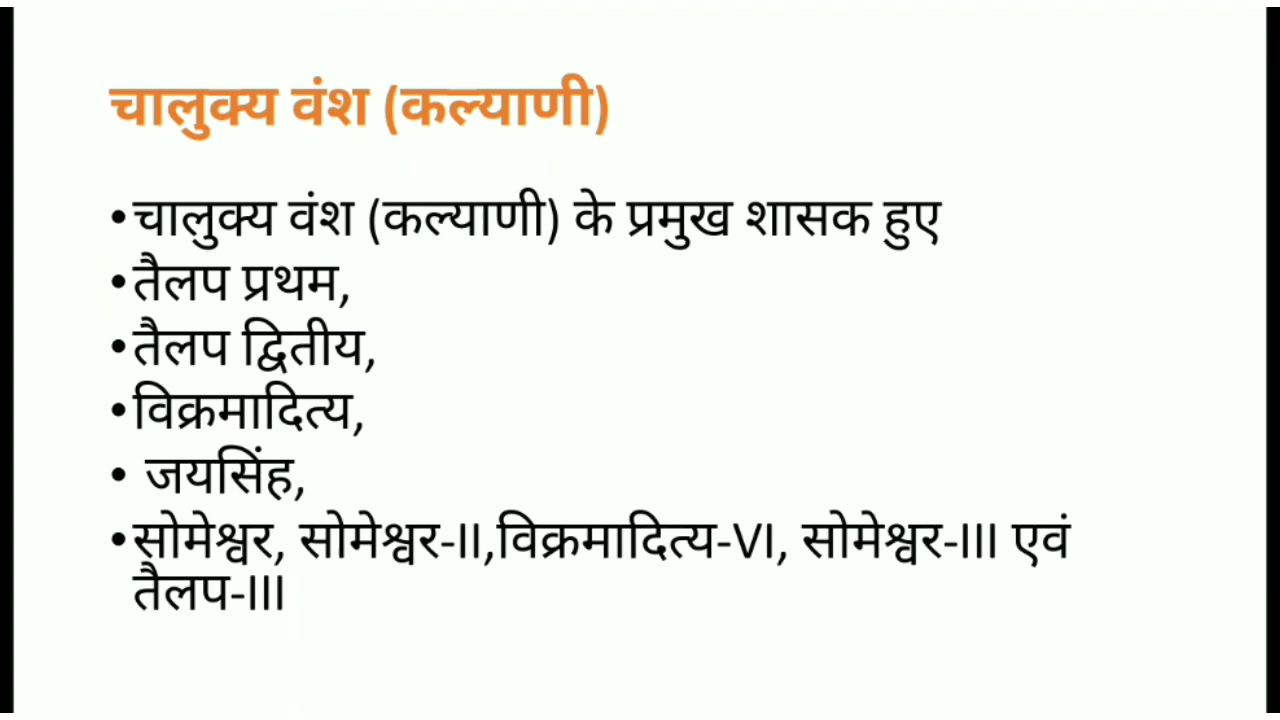 चालुक्य वंश (कल्याणी)
•चालुक्य वंश (कल्याणी) के प्रमुख शासक हुए
•तैलप प्रथम,
•तैलप द्वितीय,
•विक्रमादित्य,
• जयसिंह,
•सोमेश्वर, सोमेश्वर-II,विक्रमादित्य-VI, सोमेश्वर-III एवं
तैलप-III